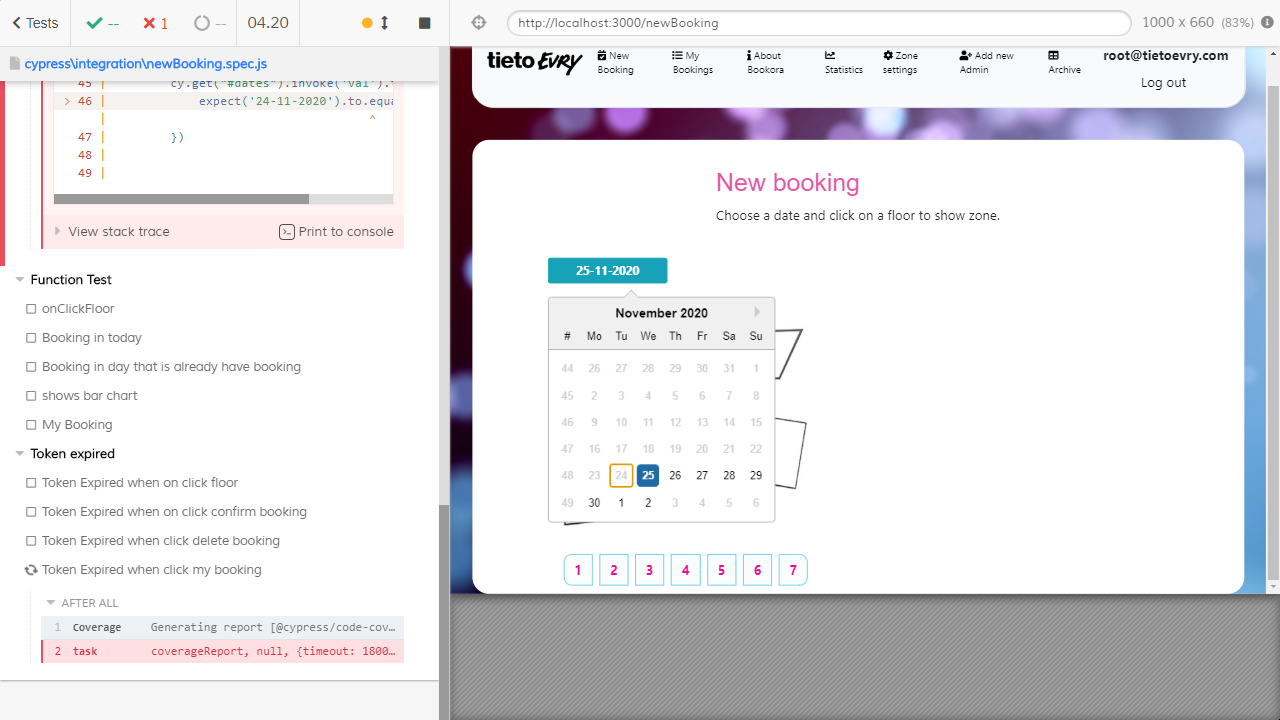 Tests
--
1
--
04.20
cypress\integration\newBooking.spec.js
45 cy.get("#dates").invoke('val').
> 46 | expect('24-11-2020').to.equa
| ^
47 | })
48 |
49 |
View stack trace
Print to console
Function Test
onClickFloor
Booking in today
Booking in day that is already have booking
shows bar chart
My Booking
Token expired
Token Expired when on click floor
Token Expired when on click confirm booking
Token Expired when click delete booking
Token Expired when click my booking
AFTER ALL
1 Coverage Generating report [@cypress/code-cov…
2 task coverageReport, null, {timeout: 1800…
http://localhost:3000/newBooking
1000 x 660 (83%)
tieto EVRY
New
Booking
My
Bookings
About
Bookora
Statistics
Zone
settings
Add new
Admin
Archive
root@tietoevry.com
Log out
New booking
Choose a date and click on a floor to show zone.
25-11-2020
November 2020
# Mo Tu We Th Fr Sa Su
44 26 27 28 29 30 31 1
45 2 3 4 5 6 7 8
46 9 10 11 12 13 14 15
47 16 17 18 19 20 21 22
48 23 24 25 26 27 28 29
49 30 1 2 3 4 5 6
1 2 3 4 5 6 7